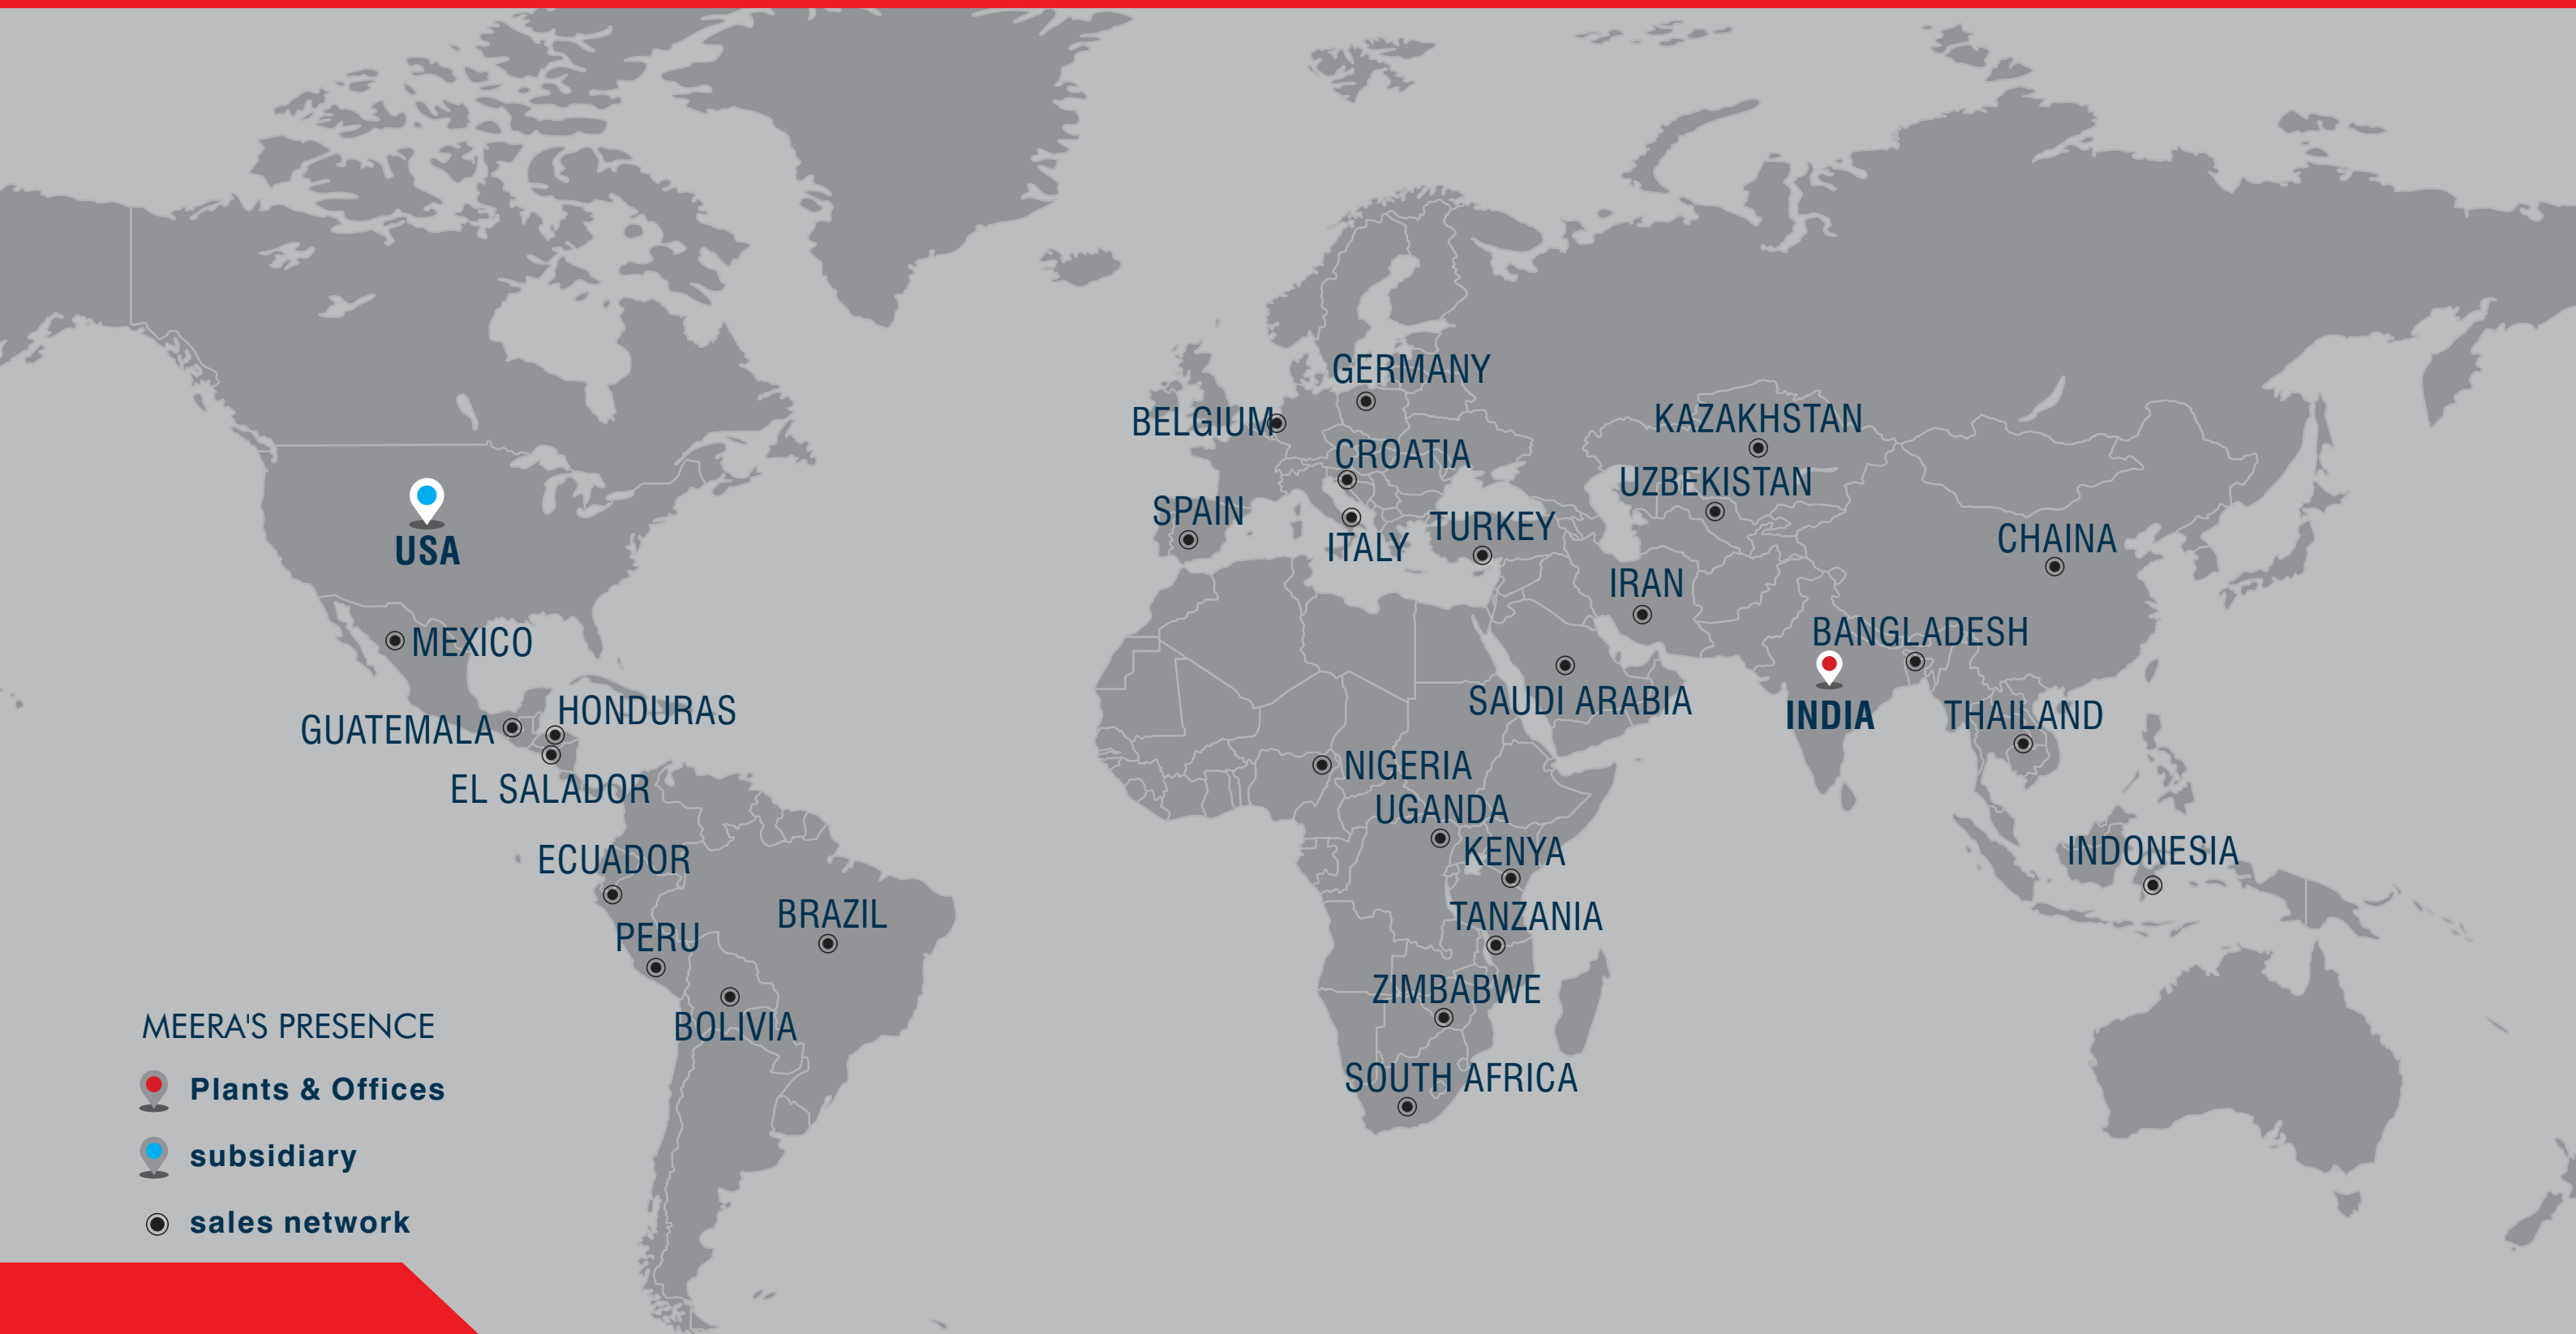 GERMANY
BELGIUM
KAZAKHSTAN
CROATIA
UZBEKISTAN
SPAIN
TURKEY
ITALY
CHAINA
USA
IRAN
BANGLADESH
MEXICO
SAUDI ARABIA
INDIA
THAILAND
HONDURAS
GUATEMALA
NIGERIA
EL SALADOR
UGANDA
KENYA
INDONESIA
ECUADOR
BRAZIL
TANZANIA
PERU
ZIMBABWE
BOLIVIA
SOUTH AFRICA
MEERA'S PRESENCE
Plants & Offices
subsidiary
sales network